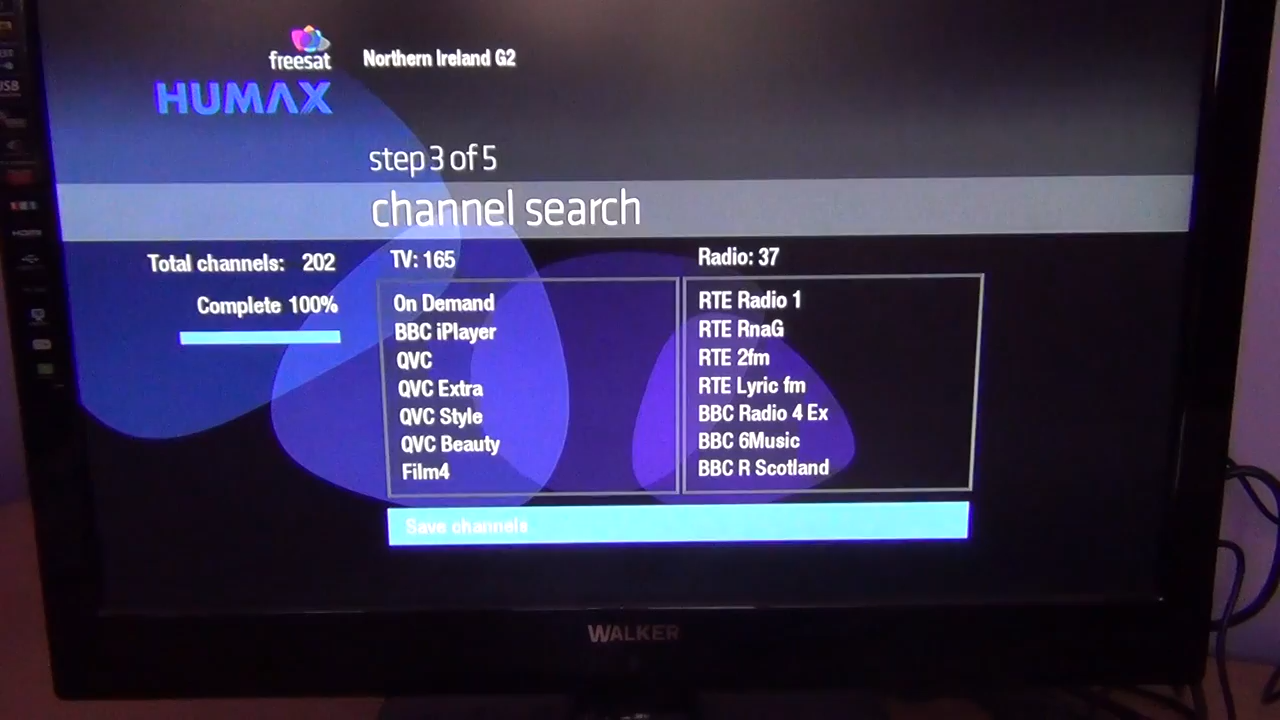 freesat
HUMAX
Northern Ireland G2
step 3 of 5
channel search
Total channels: 202
Complete 100%
TV: 165
On Demand
BBC iPlayer
QVC
QVC Extra
QVC Style
QVC Beauty
Film4
Radio: 37
RTE Radio 1
RTE RnaG
RTE 2fm
RTE Lyric fm
BBC Radio 4 Ex
BBC 6Music
BBC R Scotland
Save channels
WALKER
USB
HDMI